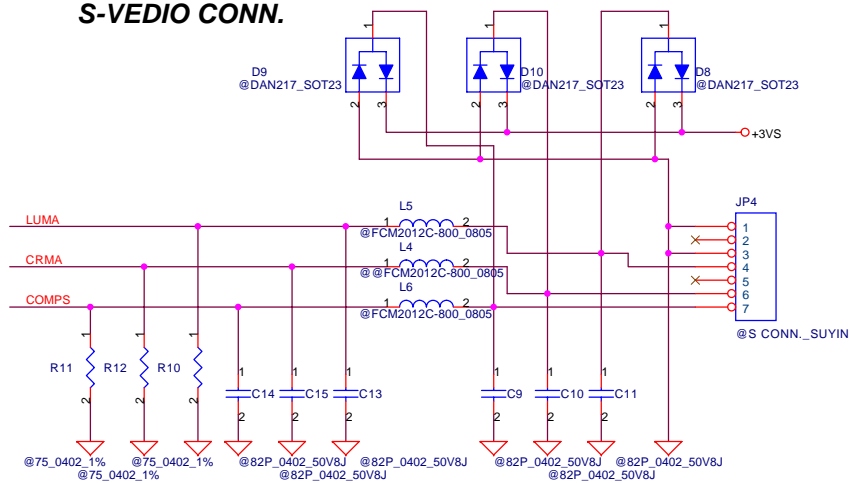 S-VEDIO CONN.
1
1
1
D9
@DAN217_SOT23
D10
@DAN217_SOT23
D8
@DAN217_SOT23
2
3
2
3
2
3
+3VS
JP4
LUMA
1
L5
2
@FCM2012C-800_0805
CRMA
1
L4
2
@@FCM2012C-800_0805
COMPS
1
L6
2
@FCM2012C-800_0805
1
2
3
4
5
6
7
@S CONN._SUYIN
1
1
1
R11
R12
R10
2
2
2
1
1
1
C14
C15
C13
2
2
2
1
1
1
C9
C10
C11
2
2
2
@75_0402_1%
@75_0402_1%
@75_0402_1%
@82P_0402_50V8J
@82P_0402_50V8J
@82P_0402_50V8J
@82P_0402_50V8J
@82P_0402_50V8J
@82P_0402_50V8J